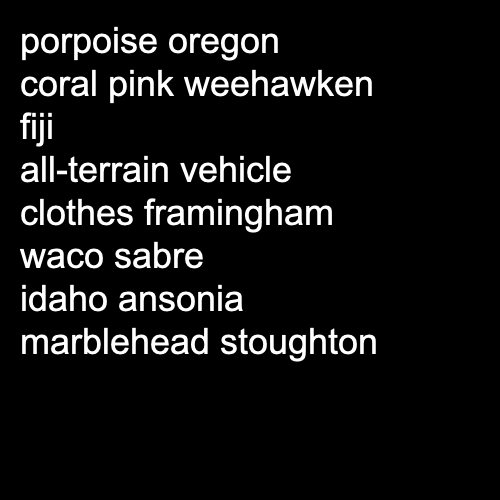 porpoise oregon
coral pink weehawken
fiji
all-terrain vehicle
clothes framingham
waco sabre
idaho ansonia
marblehead stoughton